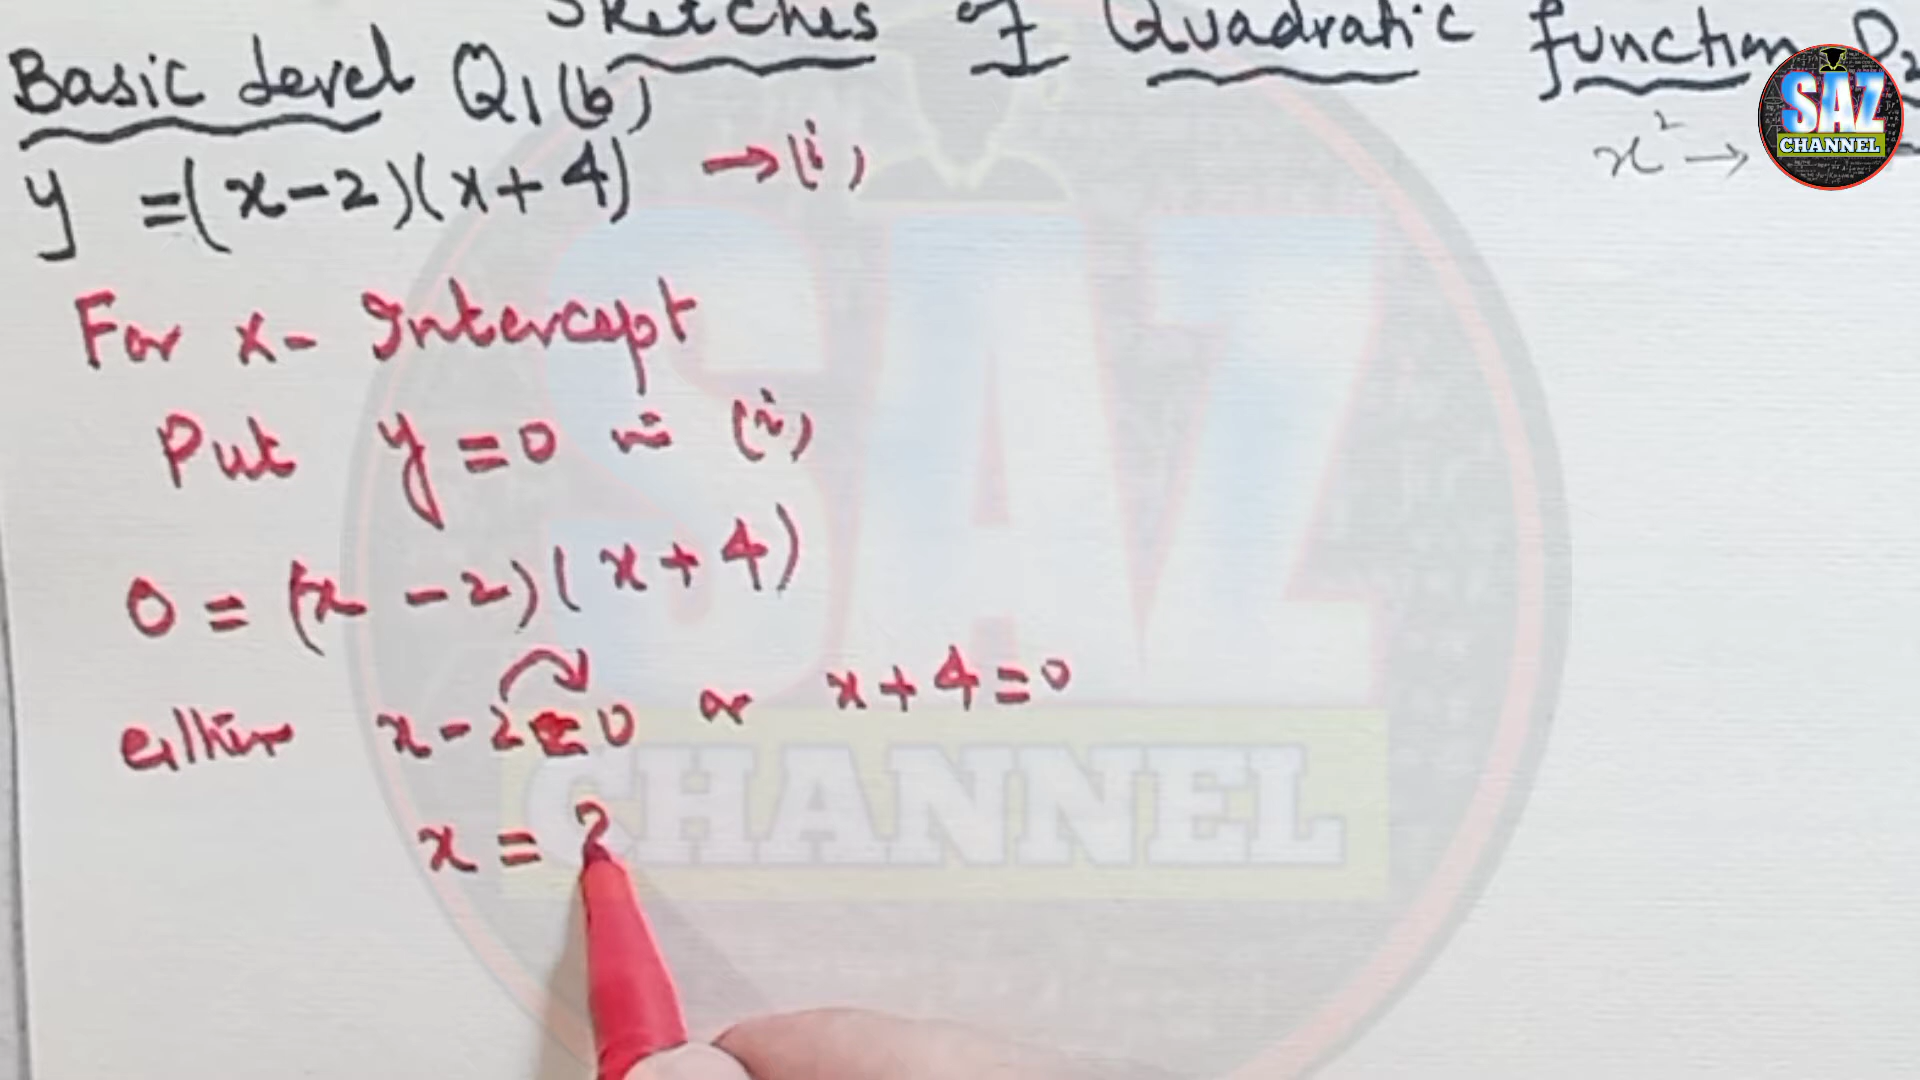 Sketches of Quadratic function
Basic Level Q1(b)
y = (x-2)(x+4) → (i)
x² →
SAZ
CHANNEL
For x- Intercept
Put y = 0 in (i)
0 = (x - 2)(x + 4)
either x - 2 = 0 or x + 4 = 0
x = 2
SAZ
CHANNEL